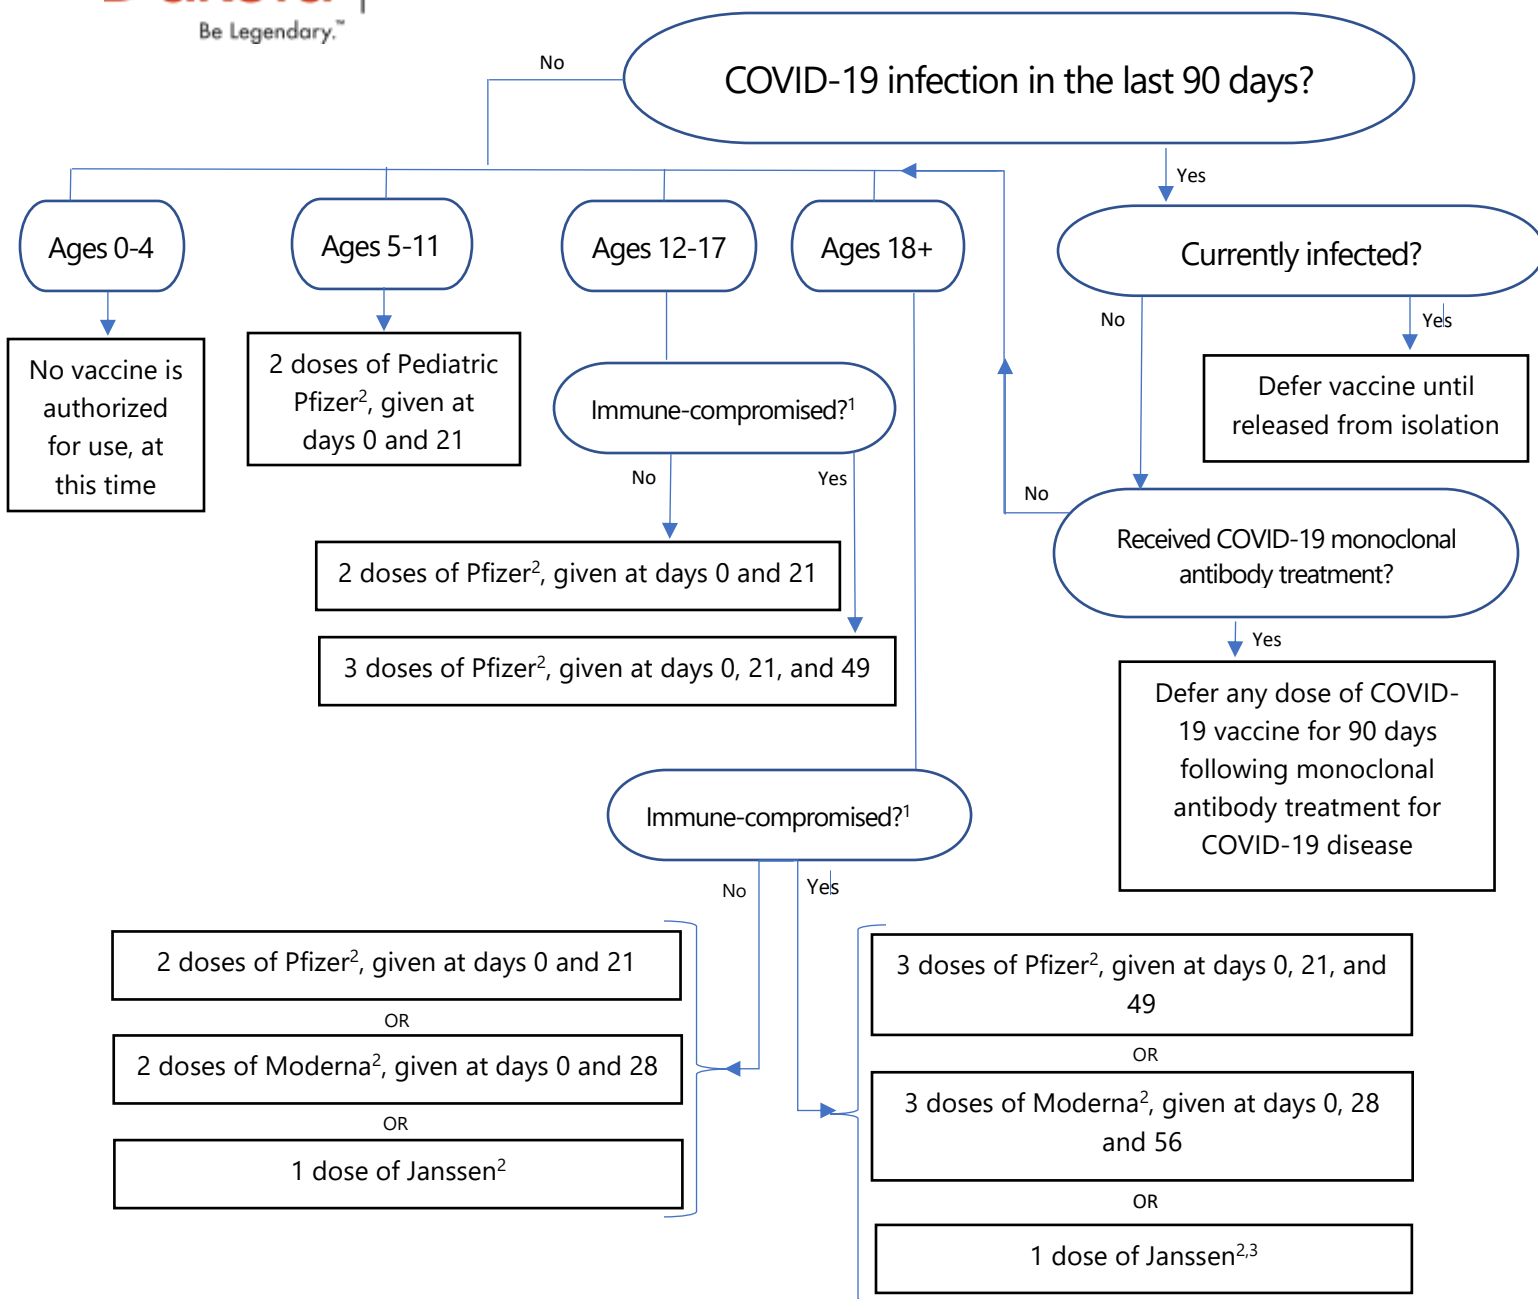 Be Legendary.™
COVID-19 infection in the last 90 days?
No
Yes
Ages 0-4
Ages 5-11
Ages 12-17
Ages 18+
Currently infected?
No
Yes
No vaccine is
authorized
for use, at
this time
2 doses of Pediatric
Pfizer², given at
days 0 and 21
Immune-compromised?¹
Defer vaccine until
released from isolation
No
Yes
No
Received COVID-19 monoclonal
antibody treatment?
2 doses of Pfizer², given at days 0 and 21
3 doses of Pfizer², given at days 0, 21, and 49
Yes
Defer any dose of COVID-
19 vaccine for 90 days
following monoclonal
antibody treatment for
COVID-19 disease
Immune-compromised?¹
No
Yes
2 doses of Pfizer², given at days 0 and 21
OR
2 doses of Moderna², given at days 0 and 28
OR
1 dose of Janssen²
3 doses of Pfizer², given at days 0, 21, and
49
OR
3 doses of Moderna², given at days 0, 28
and 56
OR
1 dose of Janssen²,³